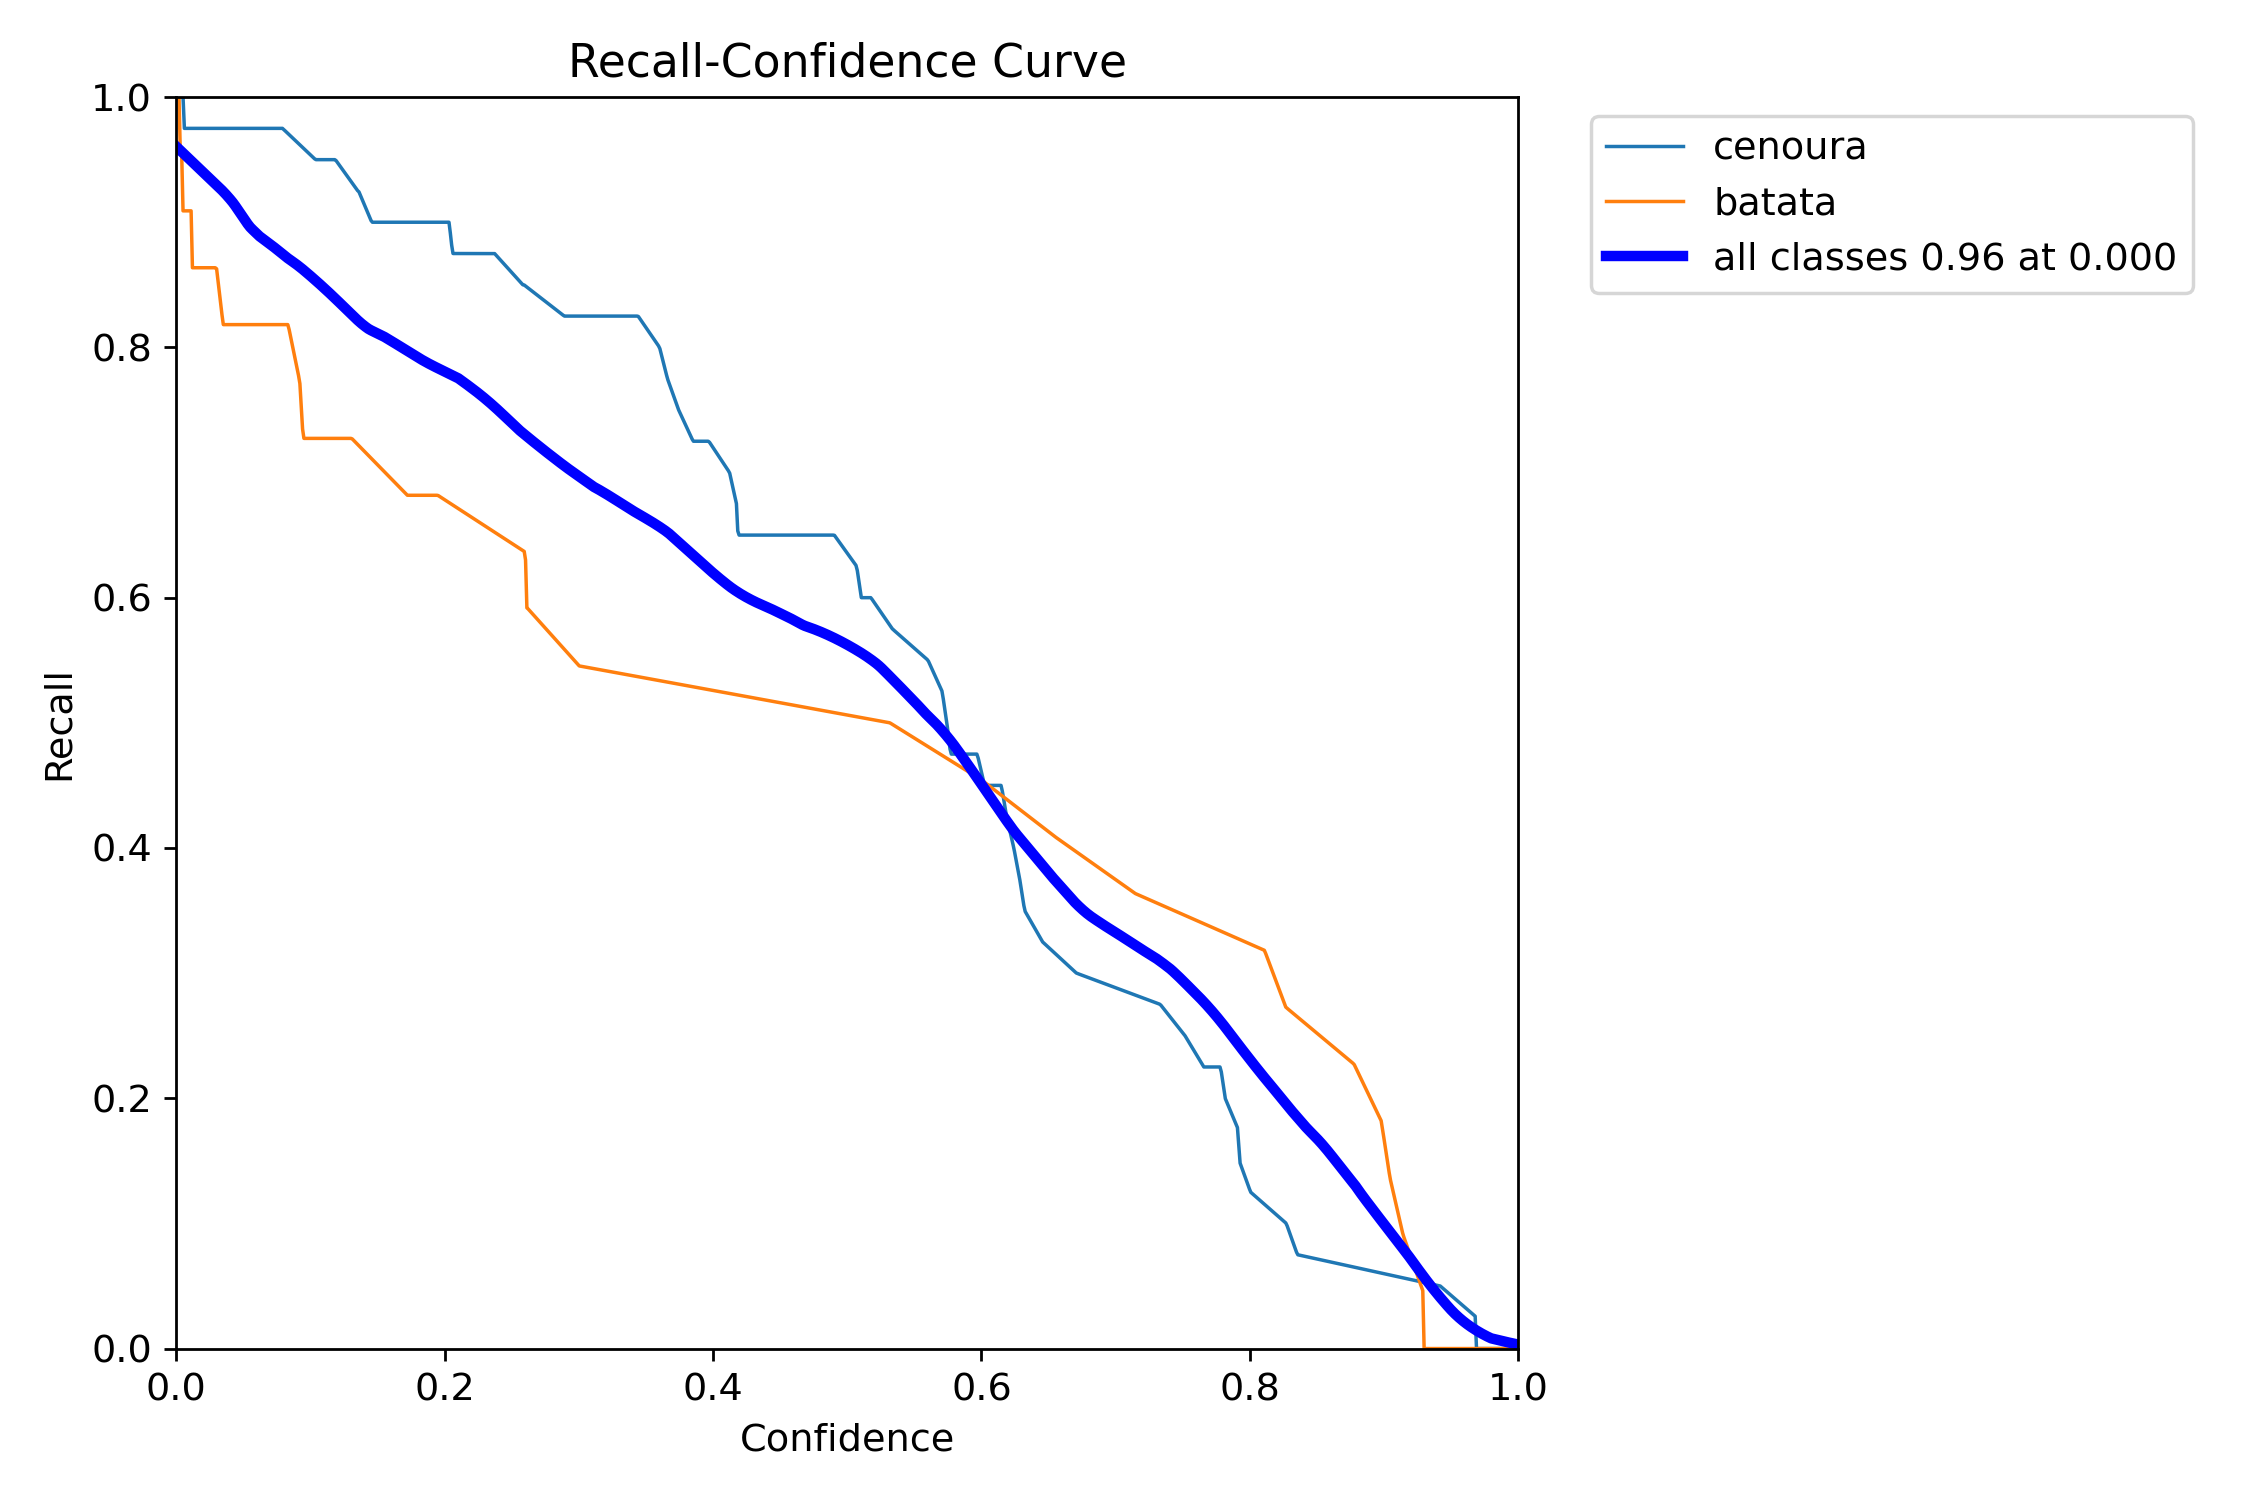 Recall-Confidence Curve
1.0
0.8
0.6
0.4
0.2
0.0
Recall
0.0 0.2 0.4 0.6 0.8 1.0
Confidence
cenoura
batata
all classes 0.96 at 0.000